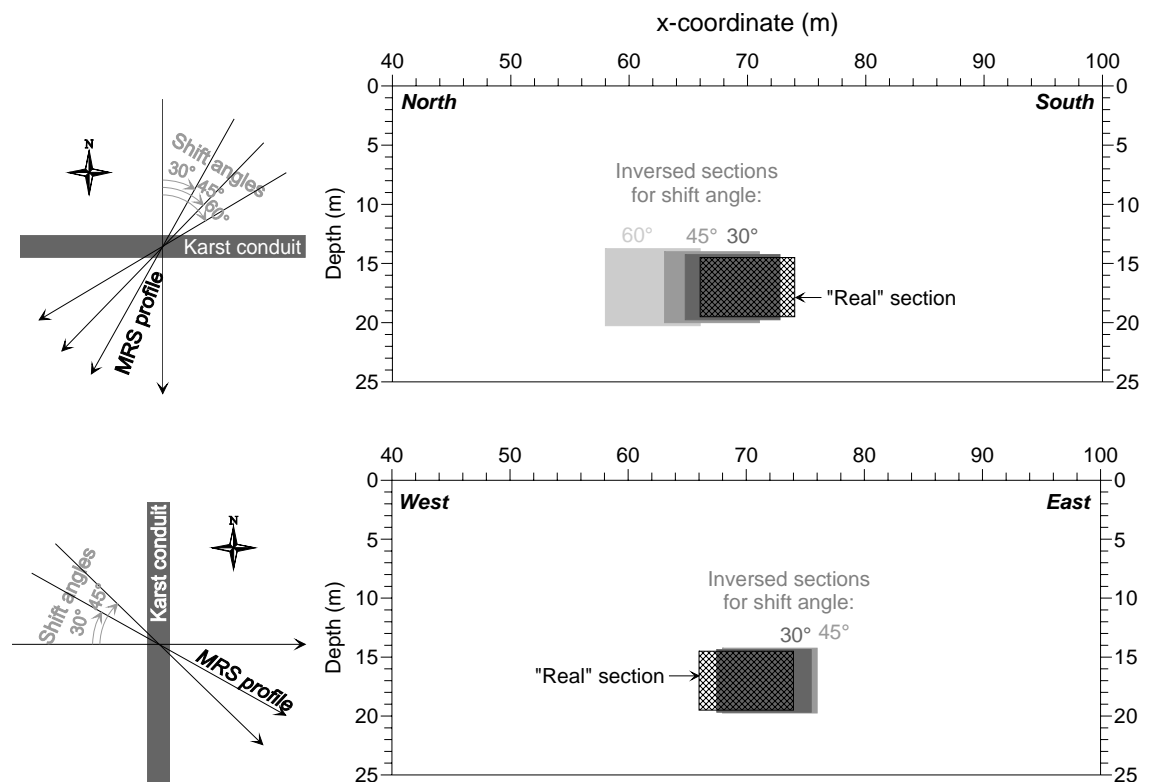 x-coordinate (m)
40 50 60 70 80 90 100
North South
0 0
5 5
10 10
15 15
20 20
25 25
Depth (m)
Inversed sections
for shift angle:
60° 45° 30°
"Real" section
N
Shift angles
30° 45° 60°
Karst conduit
MRS profile
40 50 60 70 80 90 100
West East
0 0
5 5
10 10
15 15
20 20
25 25
Depth (m)
Inversed sections
for shift angle:
30° 45°
"Real" section
Karst conduit
N
Shift angles
30° 45°
MRS profile